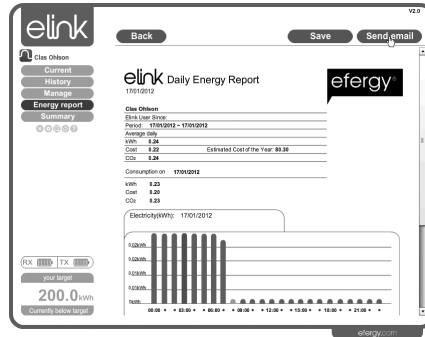 V2.0
elink
Back
Save
Send email
Clas Ohlson
Current
History
Manage
Energy report
Summary
elink Daily Energy Report
17/01/2012
efergy®
Clas Ohlson
Elink User Since:
Period: 17/01/2012 ~ 17/01/2012
Average daily
kWh 0.24
Cost 0.22 Estimated Cost of the Year: 80.30
CO₂ 0.24
Consumption on 17/01/2012
kWh 0.23
Cost 0.20
CO₂ 0.23
Electricity(kWh): 17/01/2012
0,02kWh
0,02kWh
0,01kWh
0,01kWh
0kWh
00:00 • • 03:00 • • 06:00 • • 09:00 • • 12:00 • • 15:00 • • 18:00 • • 21:00 • •
RX TX
your target
200.0 kWh
Currently below target
efergy.com